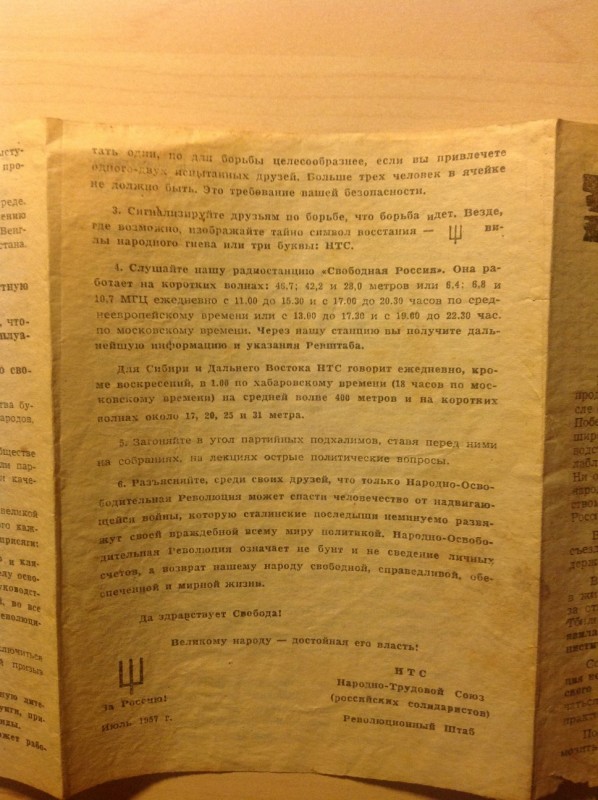 тать один, но для борьбы целесообразнее, если вы привлечете
одного-двух испытанных друзей. Больше трех человек в ячейке
не должно быть. Это требование вашей безопасности.
3. Сигнализируйте друзьям по борьбе, что борьба идет. Везде,
где возможно, изображайте тайно символ восстания — ви-
лы народного гнева или три буквы: НТС.
4. Слушайте нашу радиостанцию «Свободная Россия». Она ра-
ботает на коротких волнах: 46,7; 42,2 и 28,0 метров или 6,4; 6,8 и
10,7 МГЦ ежедневно с 11.00 до 15.30 и с 17.00 до 20.30 часов по сред-
неевропейскому времени или с 13.00 до 17.30 и с 19.00 до 22.30 час.
по московскому времени. Через нашу станцию вы получите даль-
нейшую информацию и указания Ревштаба.
Для Сибири и Дальнего Востока НТС говорит ежедневно, кро-
ме воскресений, в 1.00 по хабаровскому времени (18 часов по мос-
ковскому времени) на средней волне 400 метров и на коротких
волнах около 17, 20, 25 и 31 метра.
5. Загоняйте в угол партийных подхалимов, ставя перед ними
на собраниях, на лекциях острые политические вопросы.
6. Разъясняйте, среди своих друзей, что только Народно-Осво-
бодительная Революция может спасти человечество от надвигаю-
щейся войны, которую сталинские последыши неминуемо развя-
жут своей враждебной всему миру политикой. Народно-Освобо-
дительная Революция означает не бунт и не сведение личных
счетов, а возврат нашему народу свободной, справедливой, обе-
спеченной и мирной жизни.
Да здравствует Свобода!
Великому народу — достойная его власть!
НТС
Народно-Трудовой Союз
(российских солидаристов)
Революционный Штаб
За Россию!
Июль 1957 г.